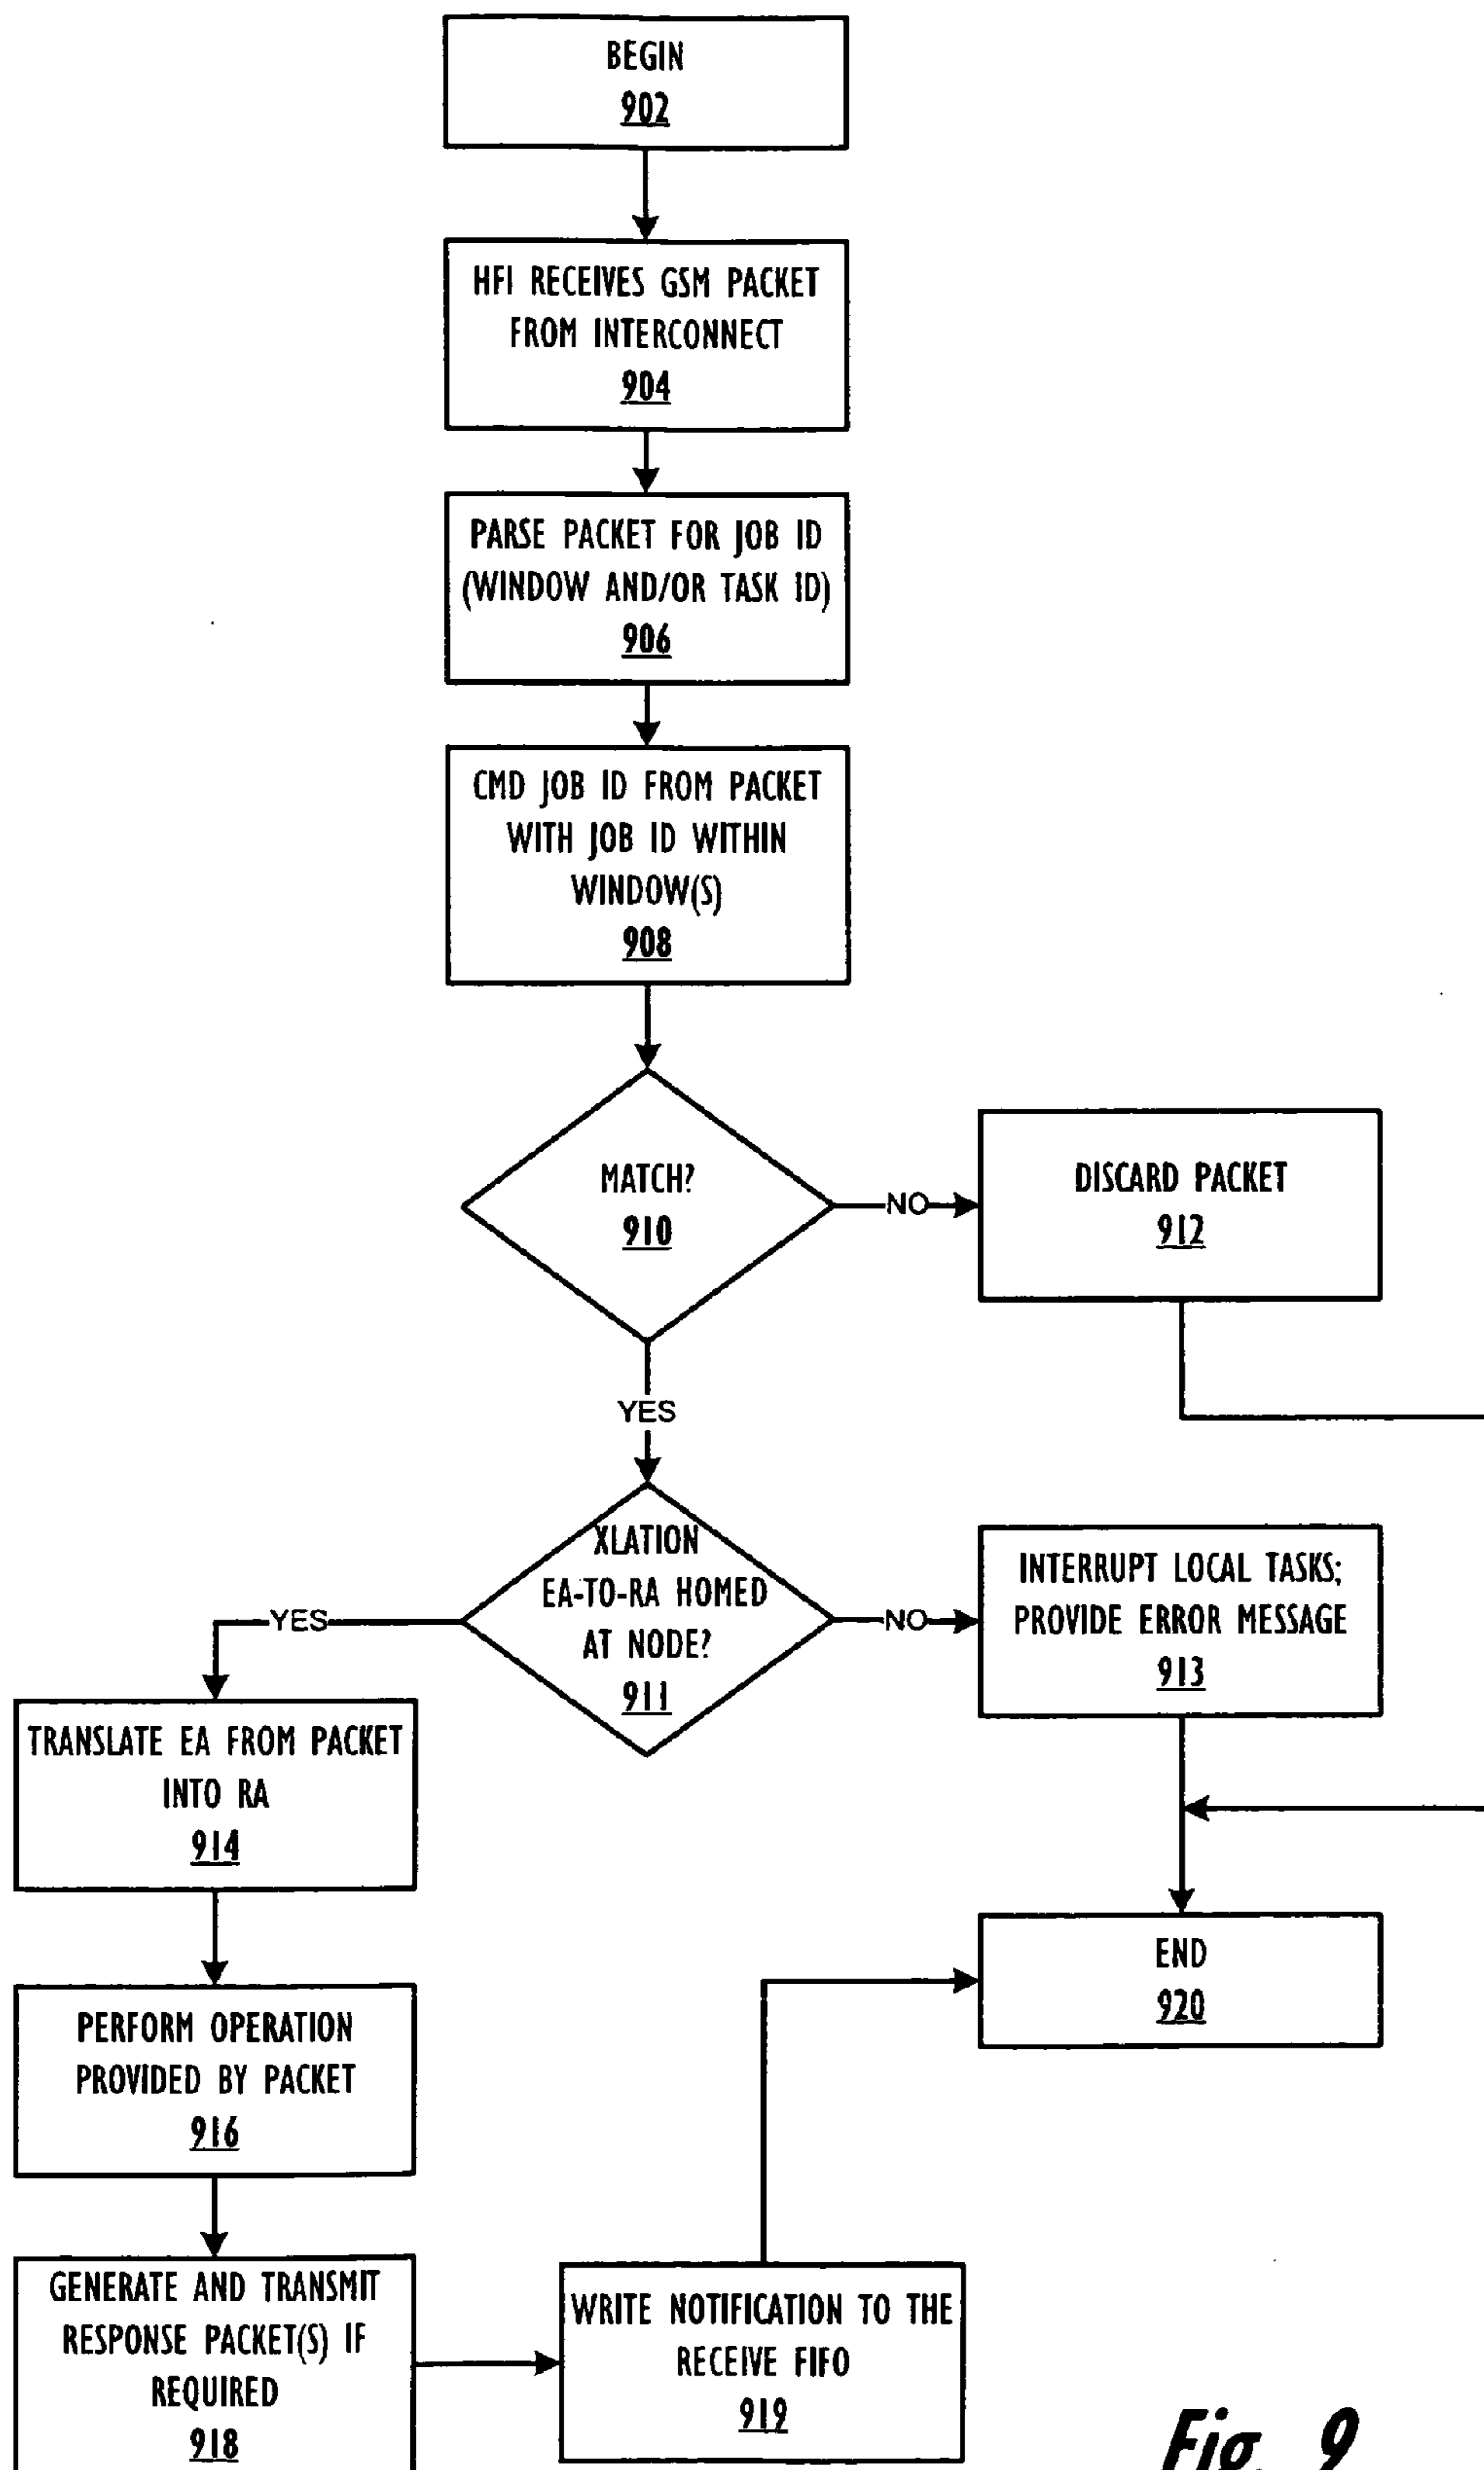 BEGIN
902
HFI RECEIVES GSM PACKET
FROM INTERCONNECT
904
PARSE PACKET FOR JOB ID
(WINDOW AND/OR TASK ID)
906
CMD JOB ID FROM PACKET
WITH JOB ID WITHIN
WINDOW(S)
908
MATCH?
910
NO
DISCARD PACKET
912
YES
XLATION
EA-TO-RA HOMED
AT NODE?
911
NO
INTERRUPT LOCAL TASKS;
PROVIDE ERROR MESSAGE
913
YES
TRANSLATE EA FROM PACKET
INTO RA
914
END
920
PERFORM OPERATION
PROVIDED BY PACKET
916
GENERATE AND TRANSMIT
RESPONSE PACKET(S) IF
REQUIRED
918
WRITE NOTIFICATION TO THE
RECEIVE FIFO
919
Fig. 9